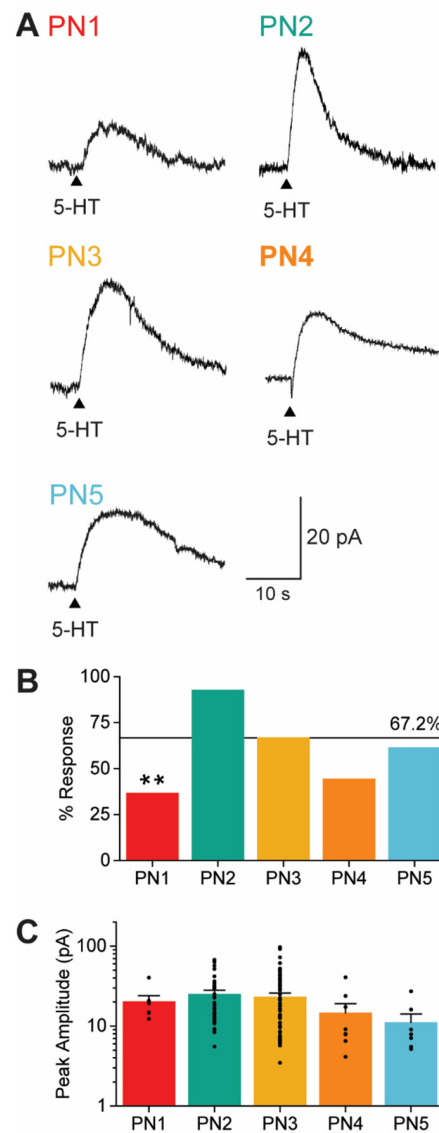 A PN1 PN2
5-HT 5-HT
PN3 PN4
5-HT 5-HT
PN5
20 pA
10 s
5-HT
B
100
67.2%
75
% Response
50
**
25
0
PN1 PN2 PN3 PN4 PN5
C
100
Peak Amplitude (pA)
10
1
PN1 PN2 PN3 PN4 PN5